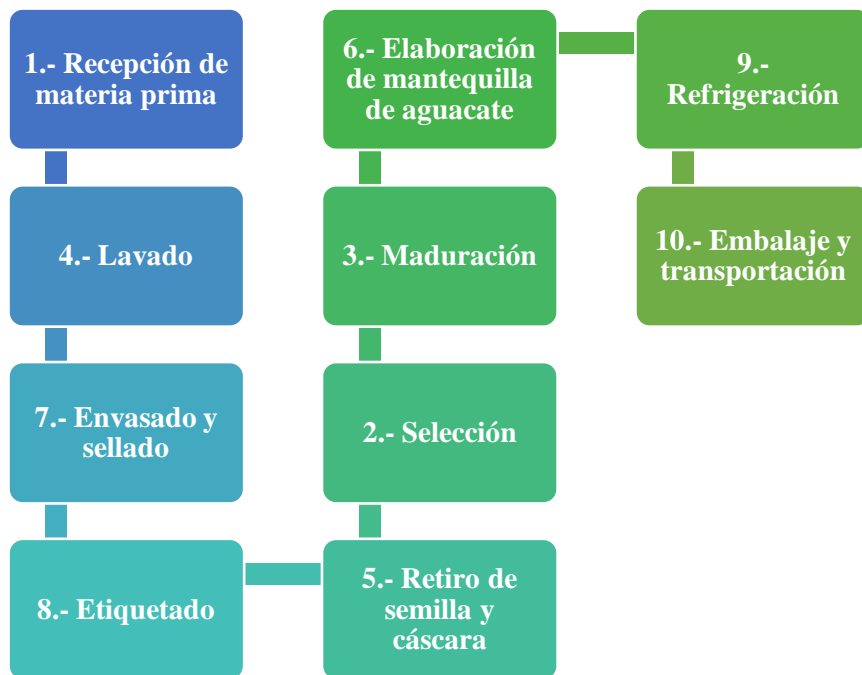 1.- Recepción de
materia prima
4.- Lavado
7.- Envasado y
sellado
8.- Etiquetado
5.- Retiro de
semilla y
cáscara
2.- Selección
3.- Maduración
6.- Elaboración
de mantequilla
de aguacate
9.-
Refrigeración
10.- Embalaje y
transportación